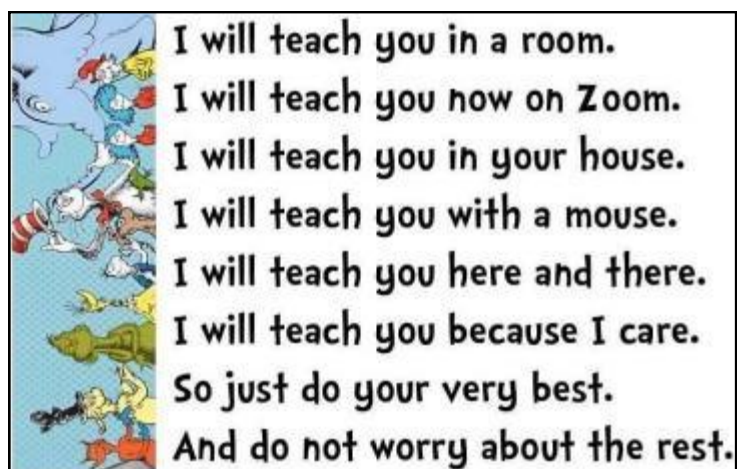 I will teach you in a room.
I will teach you now on Zoom.
I will teach you in your house.
I will teach you with a mouse.
I will teach you here and there.
I will teach you because I care.
So just do your very best.
And do not worry about the rest.